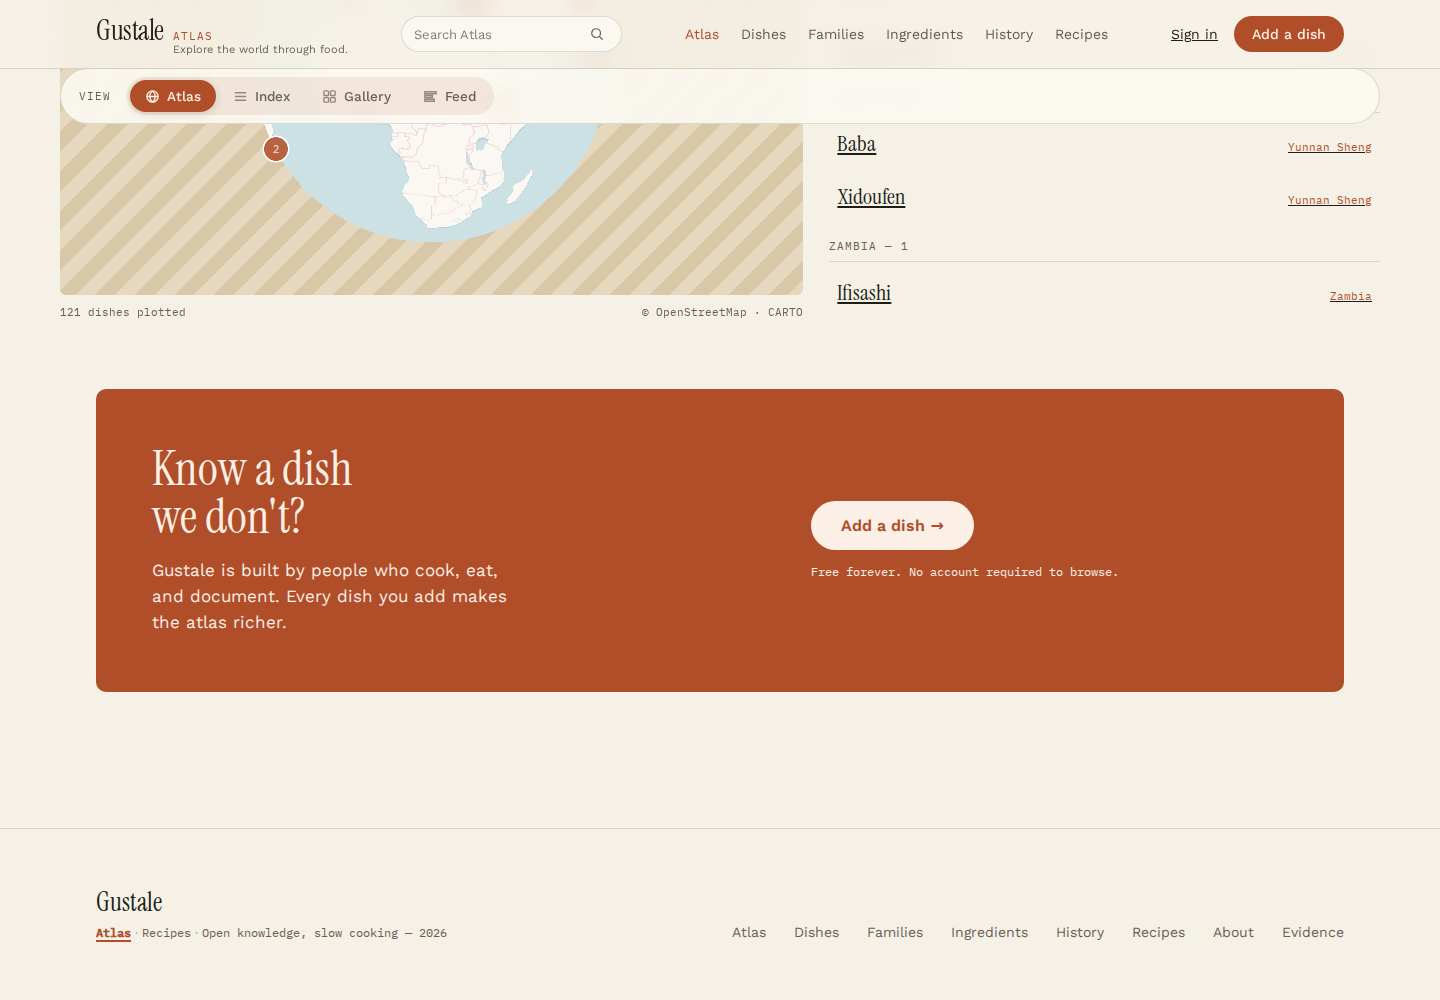 Gustale ATLAS
Explore the world through food.
Search Atlas
Atlas Dishes Families Ingredients History Recipes
Sign in
Add a dish
VIEW Atlas Index Gallery Feed
2
121 dishes plotted
© OpenStreetMap · CARTO
Baba Yunnan Sheng
Xidoufen Yunnan Sheng
ZAMBIA — 1
Ifisashi Zambia
Know a dish
we don't?
Gustale is built by people who cook, eat,
and document. Every dish you add makes
the atlas richer.
Add a dish →
Free forever. No account required to browse.
Gustale
Atlas · Recipes · Open knowledge, slow cooking — 2026
Atlas Dishes Families Ingredients History Recipes About Evidence